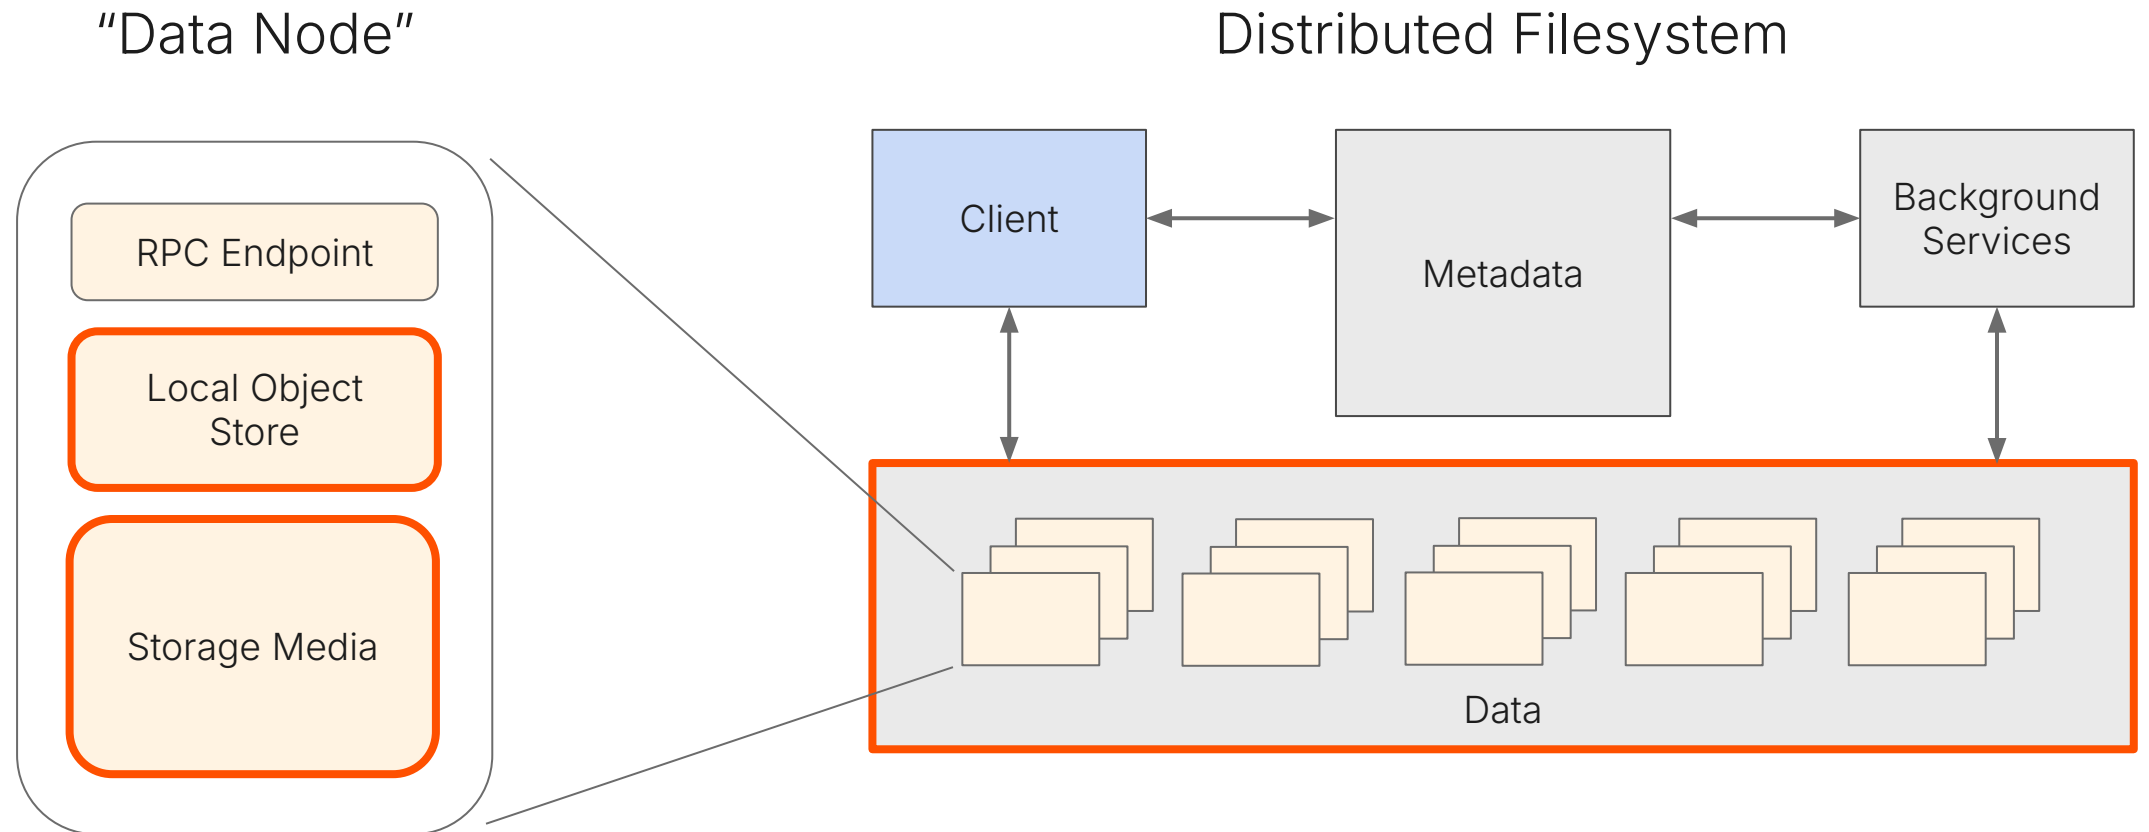 “Data Node”
Distributed Filesystem
RPC Endpoint
Local Object
Store
Storage Media
Client
Metadata
Background
Services
Data